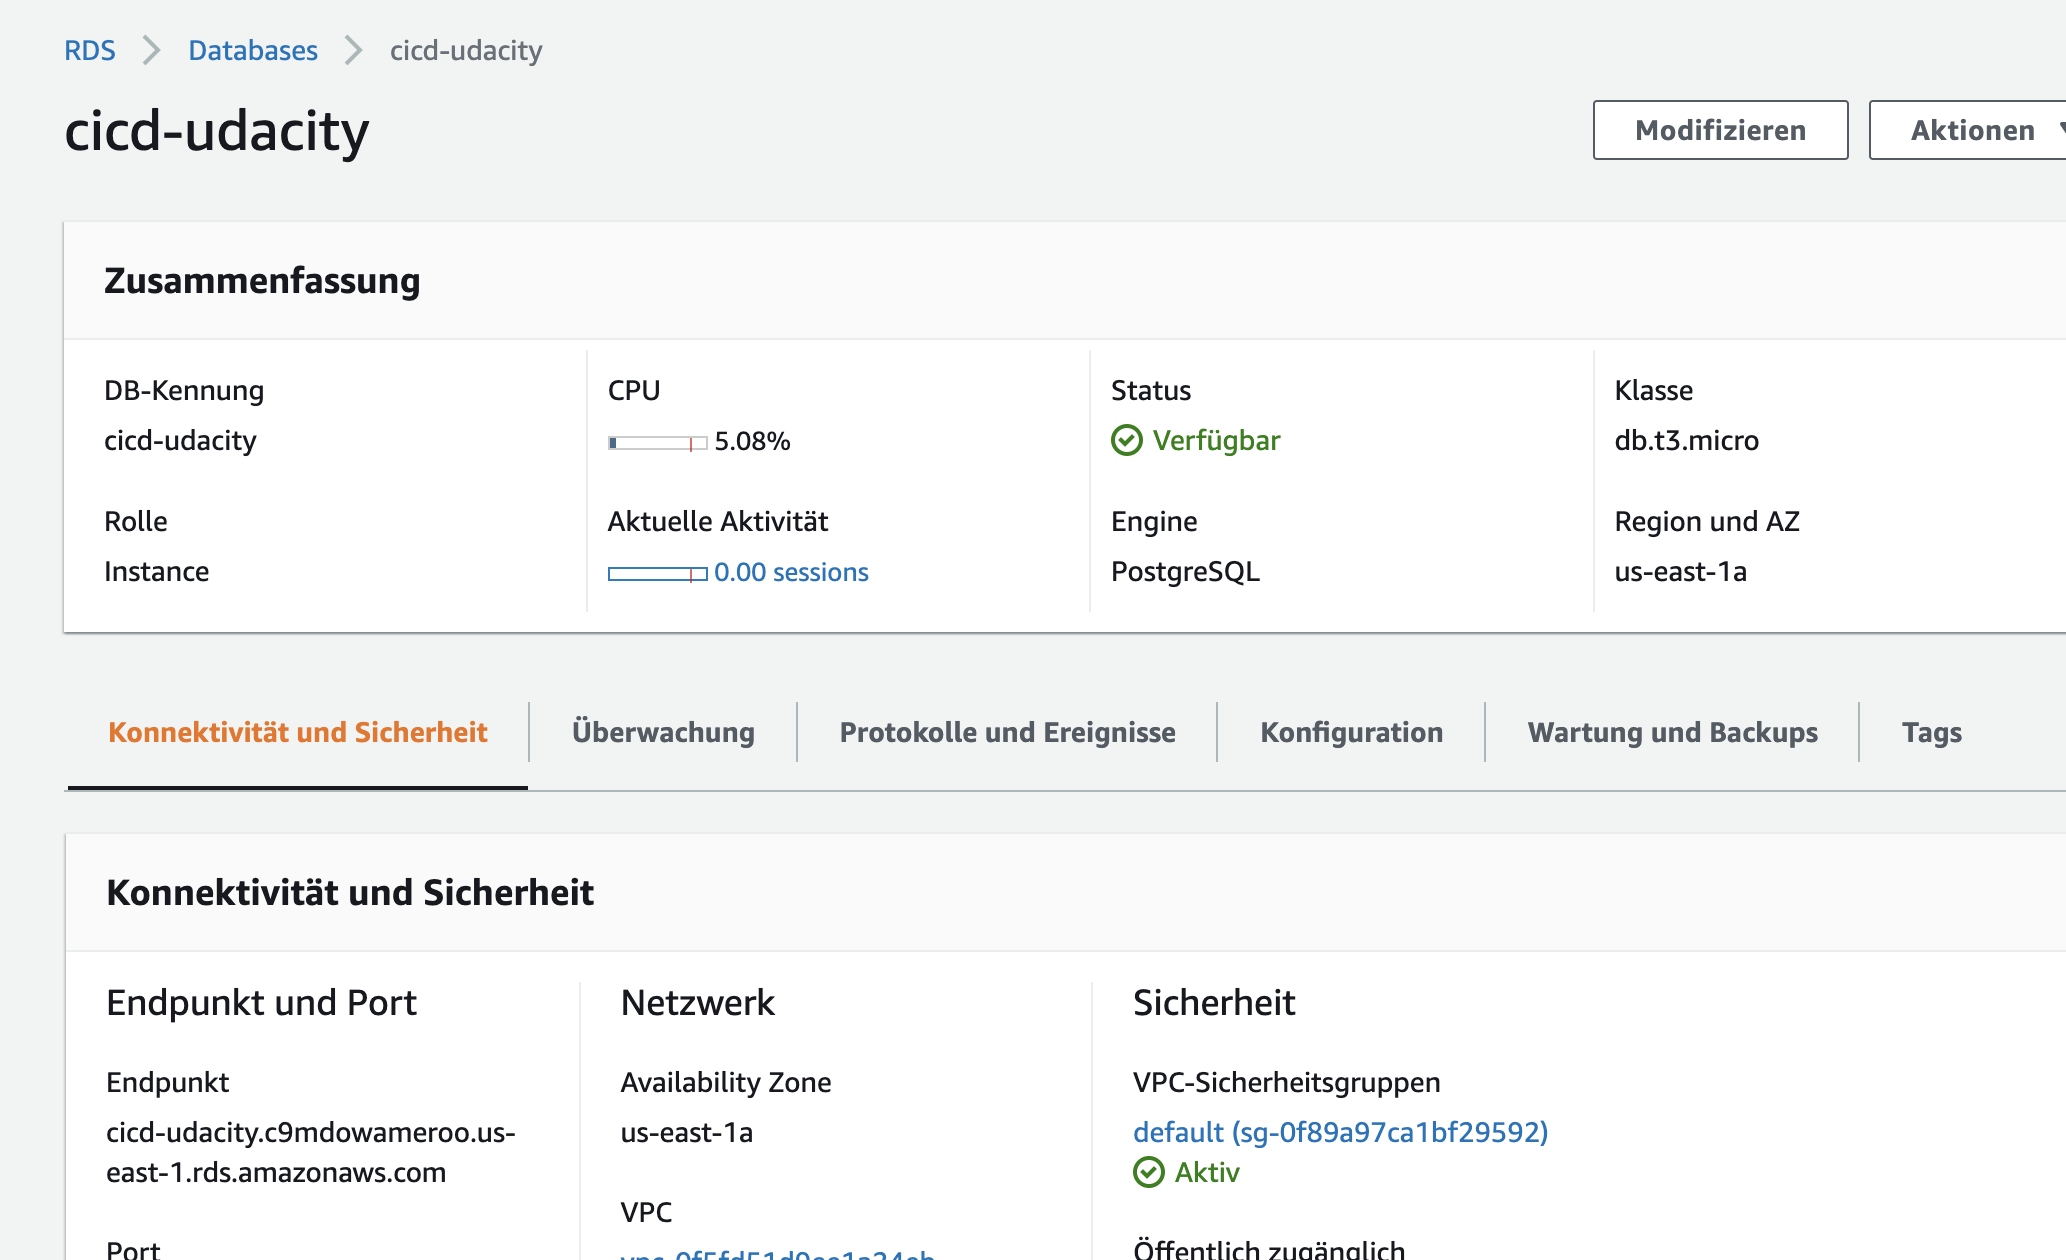 RDS Databases cicd-udacity
cicd-udacity
Modifizieren
Aktionen
Zusammenfassung
DB-Kennung
cicd-udacity
CPU
5.08%
Status
Verfügbar
Klasse
db.t3.micro
Rolle
Instance
Aktuelle Aktivität
0.00 sessions
Engine
PostgreSQL
Region und AZ
us-east-1a
Konnektivität und Sicherheit
Überwachung
Protokolle und Ereignisse
Konfiguration
Wartung und Backups
Tags
Konnektivität und Sicherheit
Endpunkt und Port
Endpunkt
cicd-udacity.c9mdowameroo.us-
east-1.rds.amazonaws.com
Port
Netzwerk
Availability Zone
us-east-1a
VPC
Sicherheit
VPC-Sicherheitsgruppen
default (sg-0f89a97ca1bf29592)
Aktiv
Öffentlich zugänglich